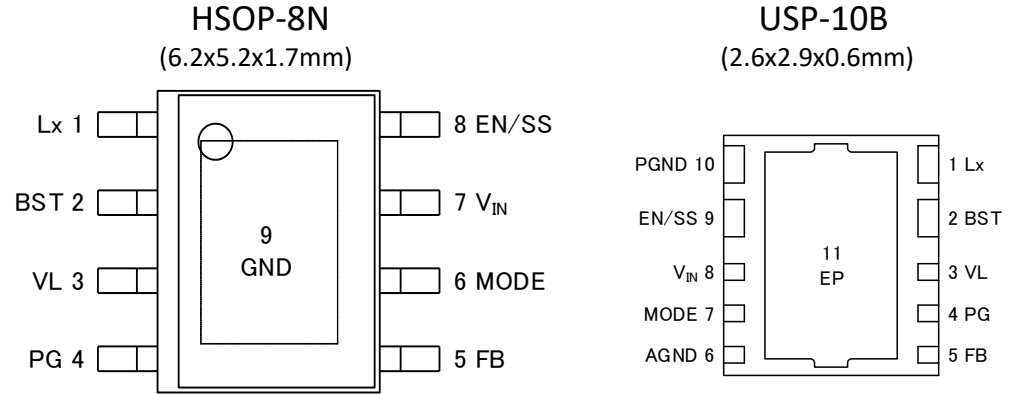 HSOP-8N
(6.2x5.2x1.7mm)
Lx 1
BST 2
VL 3
PG 4
8 EN/SS
7 VIN
6 MODE
5 FB
9
GND
USP-10B
(2.6x2.9x0.6mm)
PGND 10
EN/SS 9
VIN 8
MODE 7
AGND 6
1 Lx
2 BST
3 VL
4 PG
5 FB
11
EP